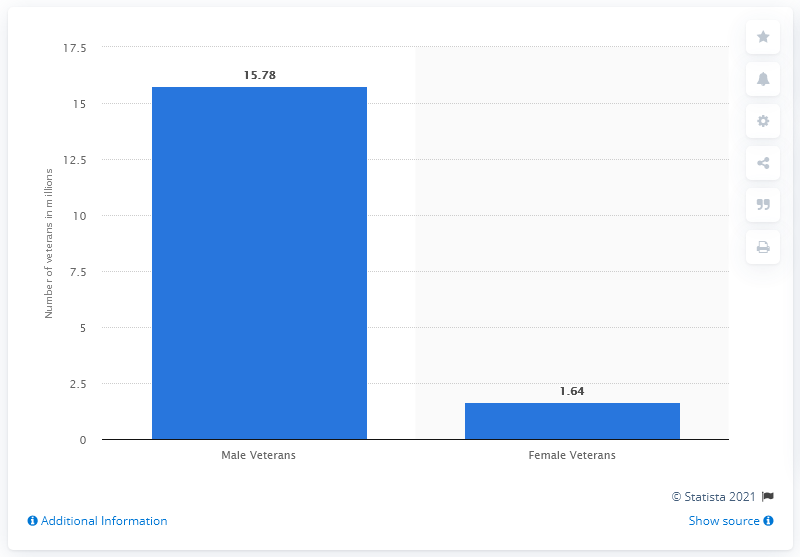 17.5
15
12.5
10
7.5
5
2.5
0
Number of veterans in millions
15.78
1.64
Male Veterans
Female Veterans
© Statista 2021
Additional Information
Show source